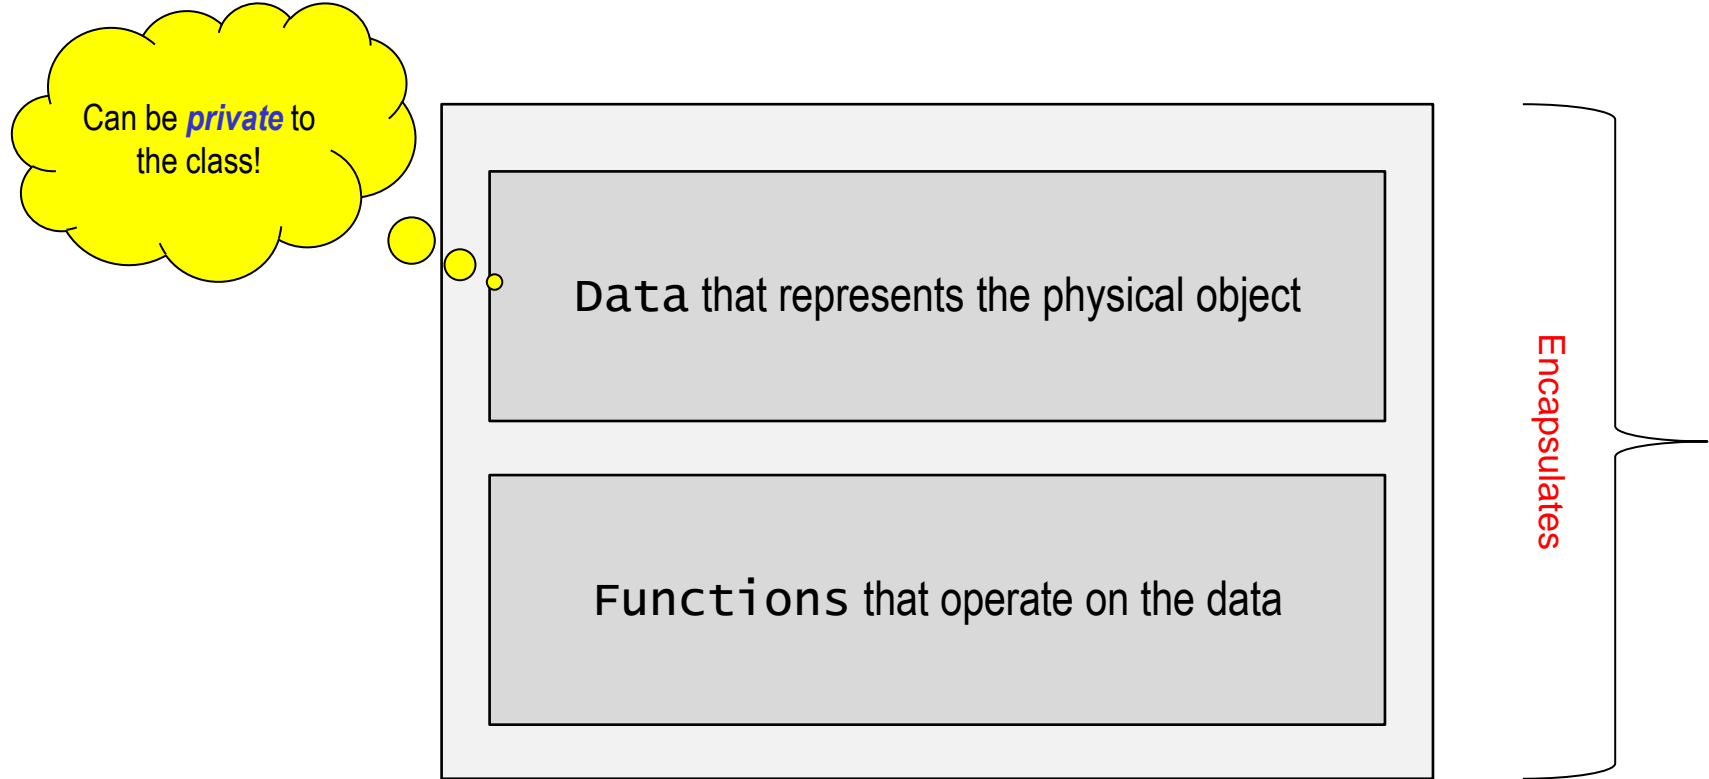 Can be private to
the class!
Data that represents the physical object
Functions that operate on the data
Encapsulates